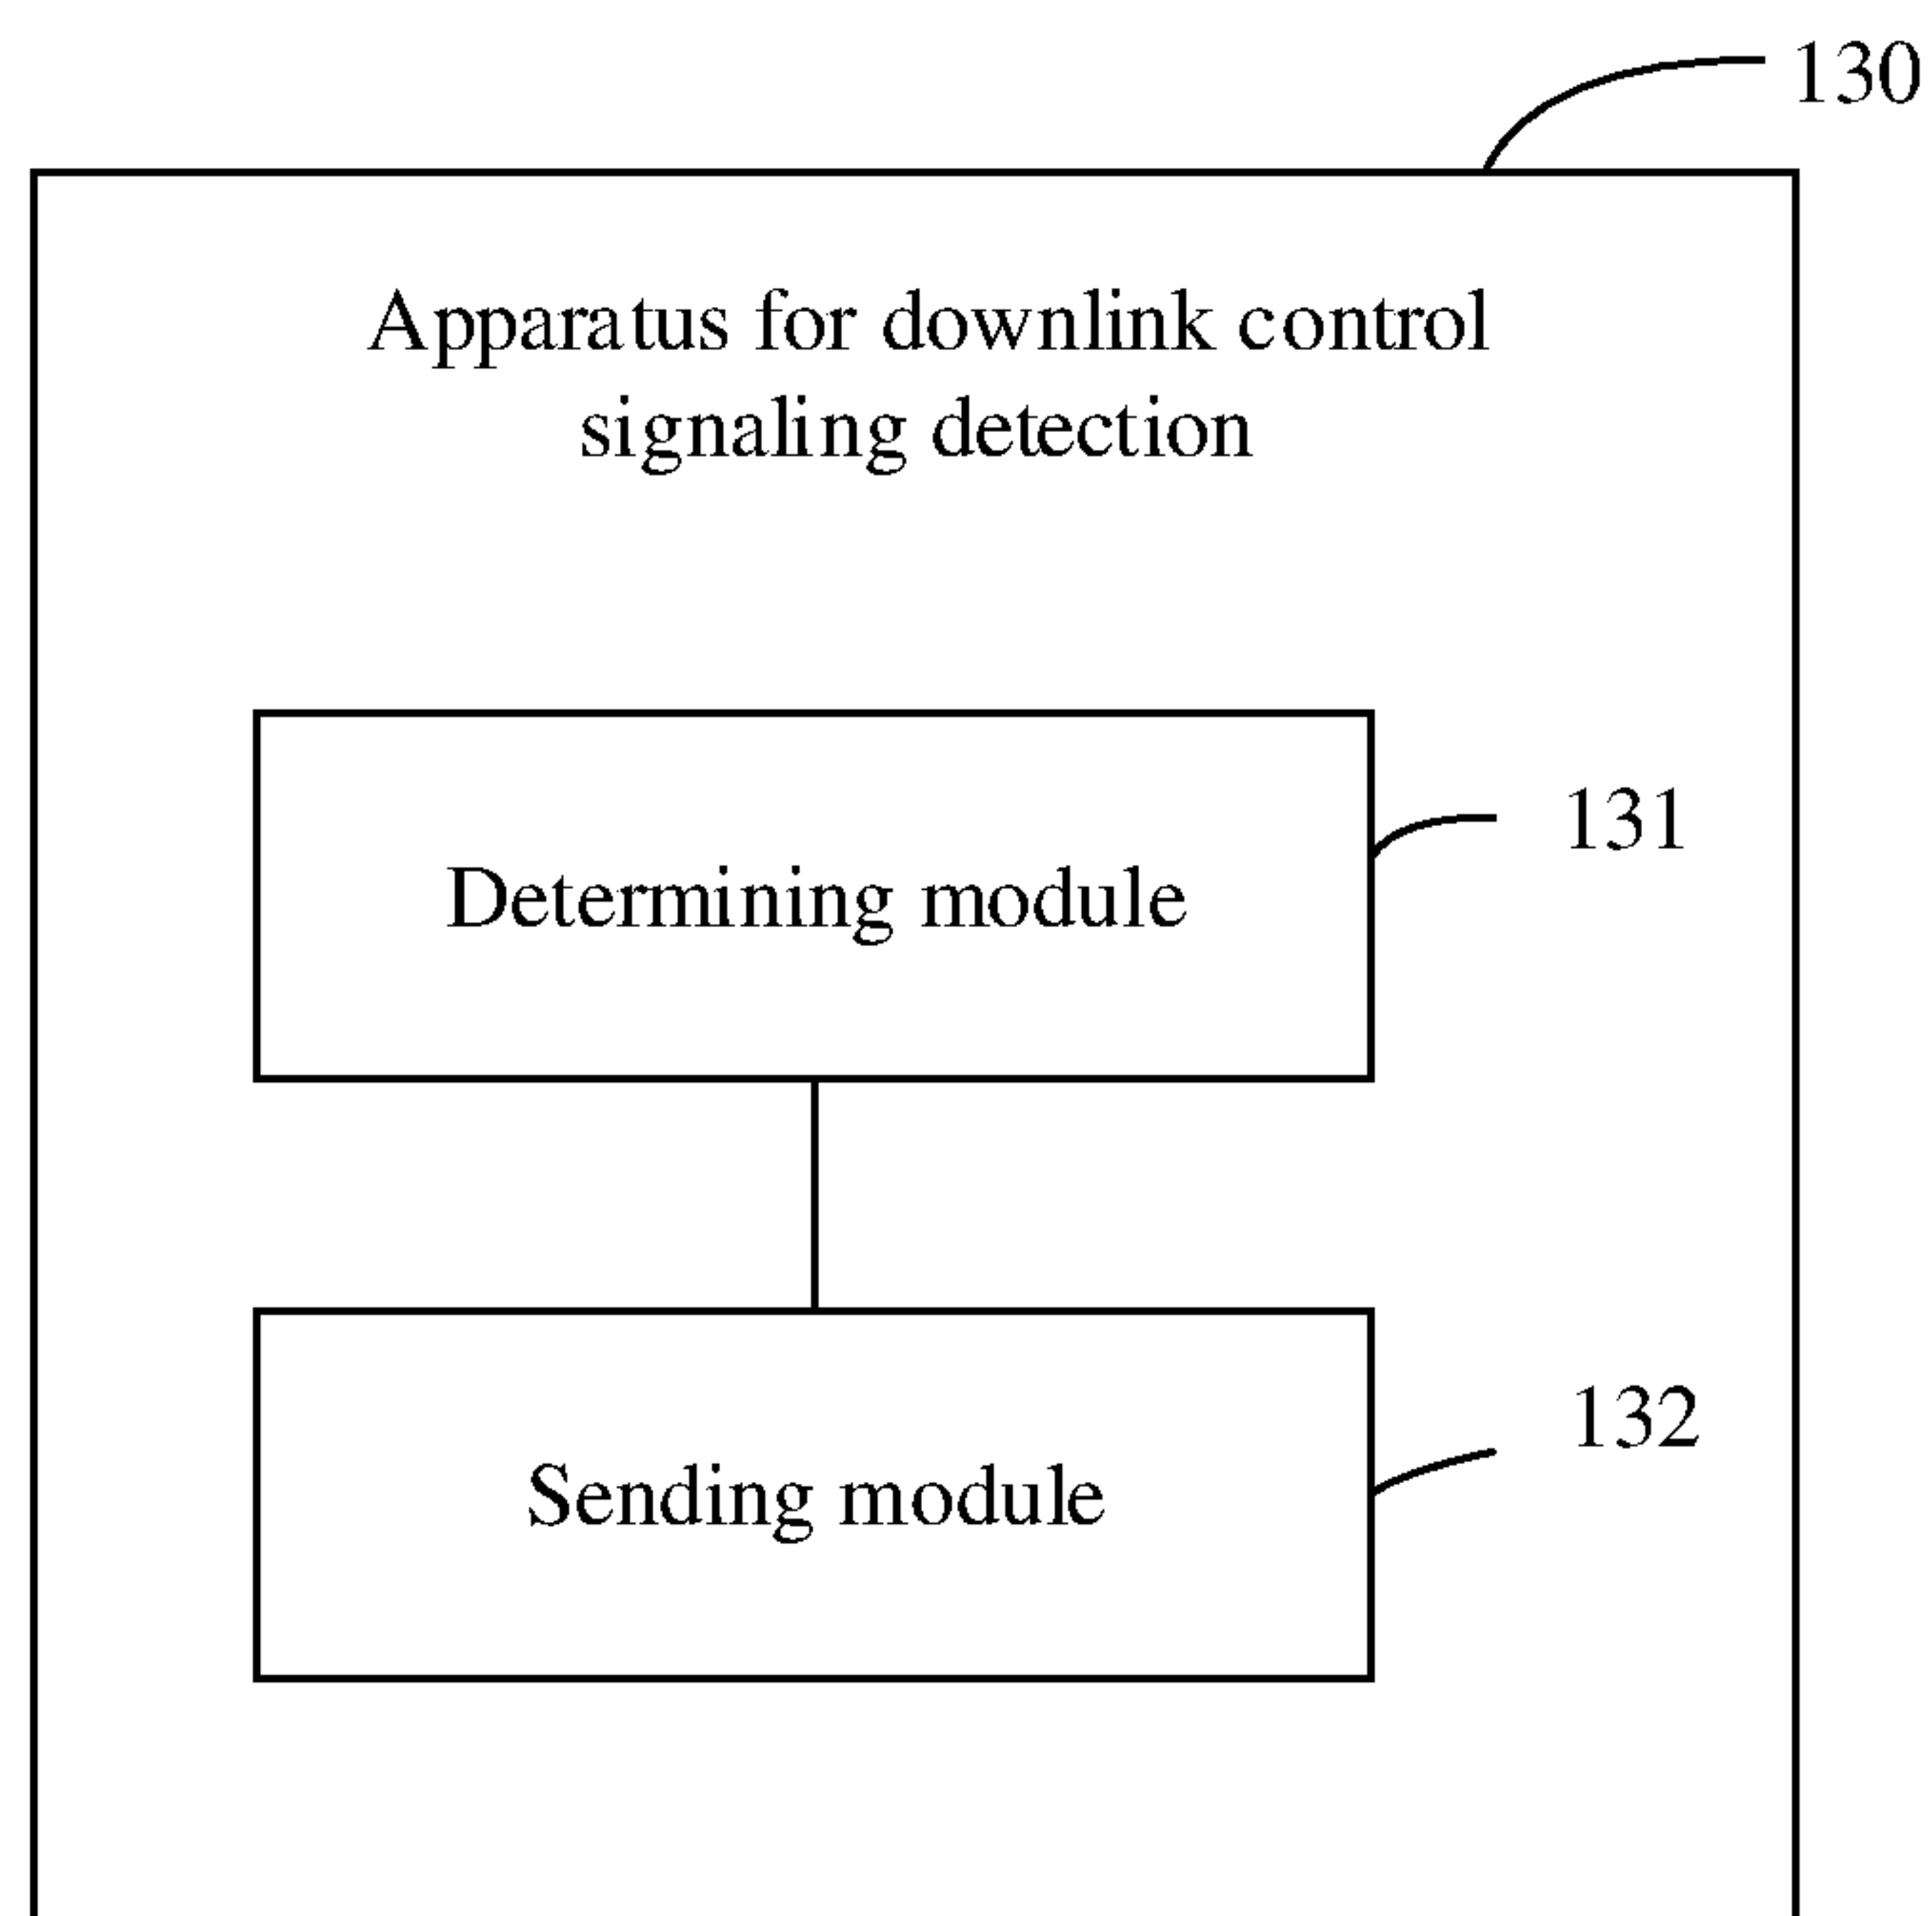 130
Apparatus for downlink control
signaling detection
131
Determining module
132
Sending module